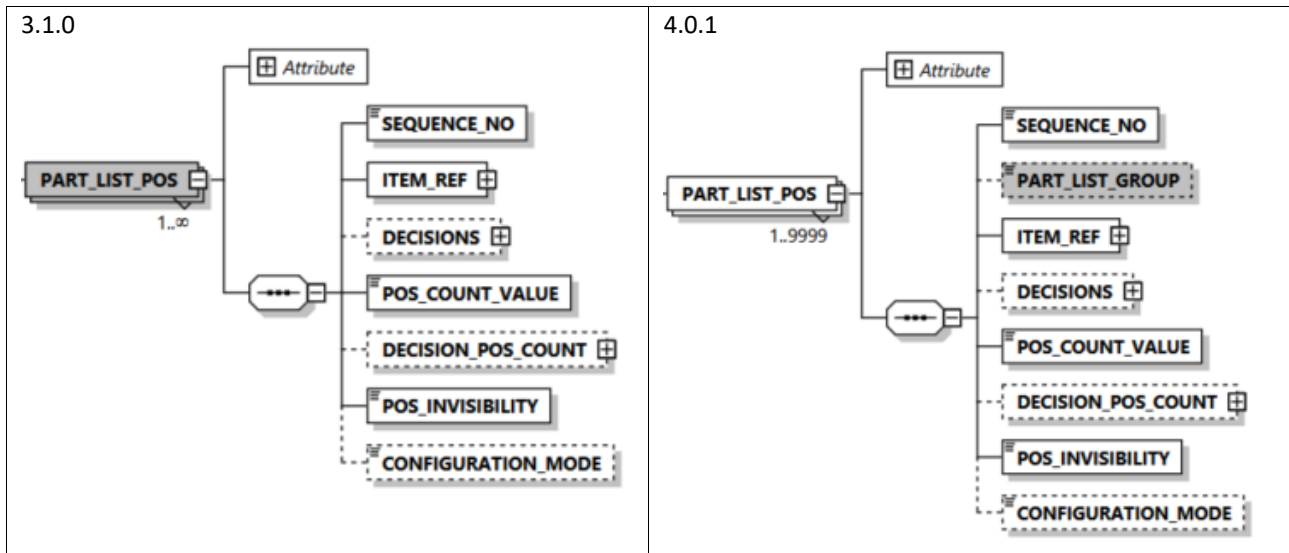 3.1.0
Attribute
SEQUENCE_NO
ITEM_REF
PART_LIST_POS
1..∞
DECISIONS
POS_COUNT_VALUE
DECISION_POS_COUNT
POS_INVISIBILITY
CONFIGURATION_MODE
4.0.1
Attribute
SEQUENCE_NO
PART_LIST_GROUP
PART_LIST_POS
1..9999
ITEM_REF
DECISIONS
POS_COUNT_VALUE
DECISION_POS_COUNT
POS_INVISIBILITY
CONFIGURATION_MODE